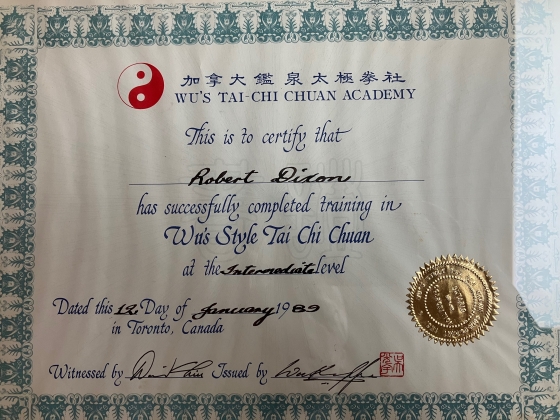 加拿大鑑泉太極拳社
WU'S TAI-CHI CHUAN ACADEMY
This is to certify that
Robert Dixon
has successfully completed training in
Wu's Style Tai Chi Chuan
at the Intermediate level
Dated this 12 Day of January 1989
in Toronto, Canada
Witnessed by Issued by